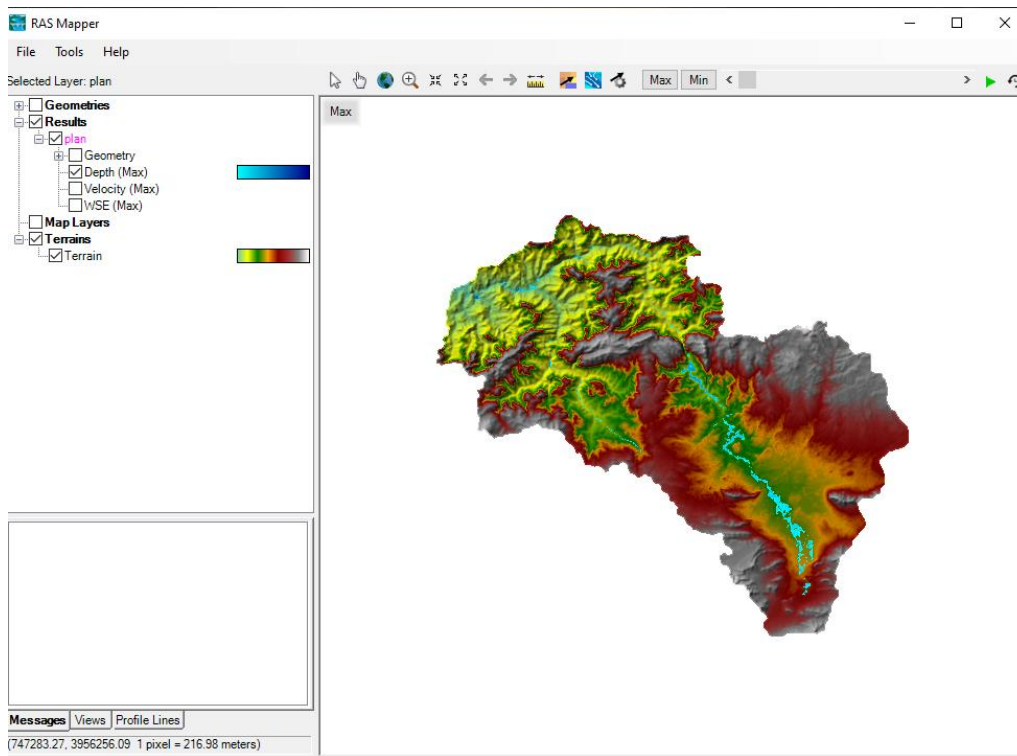 RAS Mapper
File Tools Help
Selected Layer: plan
Max Min
Geometries
Results
plan
Geometry
Depth (Max)
Velocity (Max)
WSE (Max)
Map Layers
Terrains
Terrain
Max
Messages Views Profile Lines
(747283.27, 3956256.09 1 pixel = 216.98 meters)